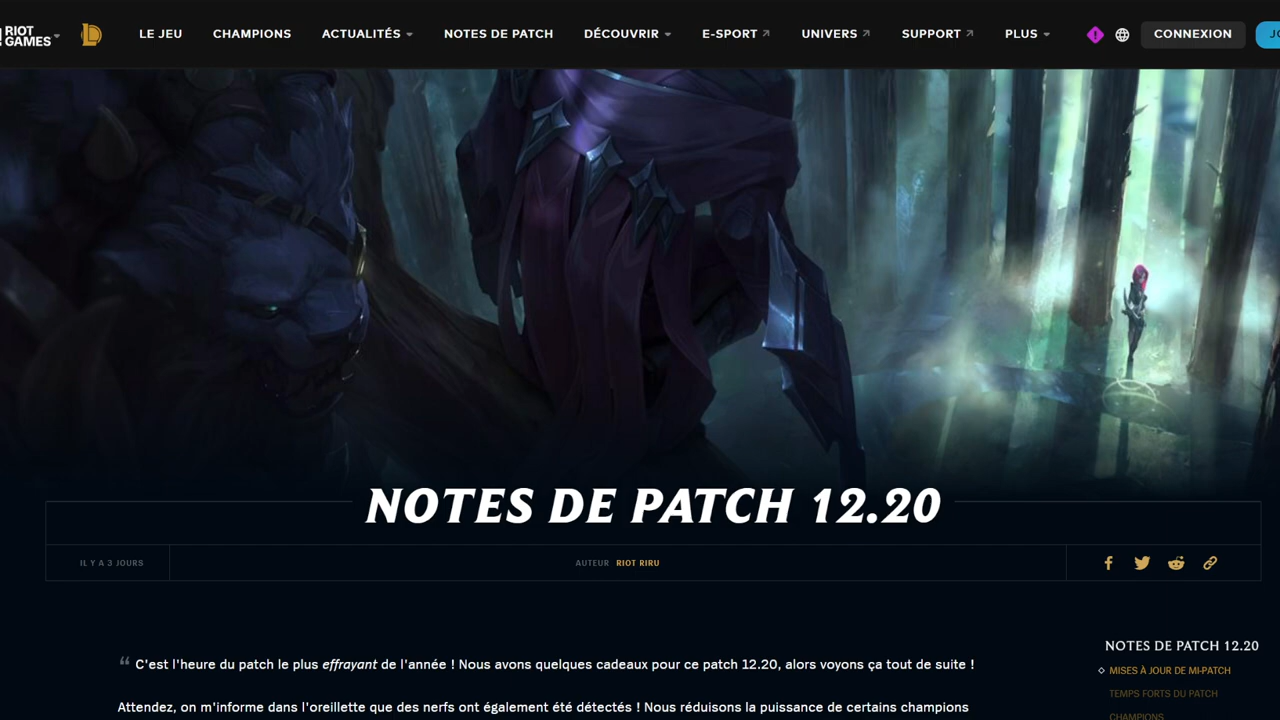 RIOT
GAMES
LE JEU CHAMPIONS ACTUALITÉS NOTES DE PATCH DÉCOUVRIR E-SPORT UNIVERS SUPPORT PLUS CONNEXION
NOTES DE PATCH 12.20
IL Y A 3 JOURS AUTEUR RIOT RIRU
“ C'est l'heure du patch le plus effrayant de l'année ! Nous avons quelques cadeaux pour ce patch 12.20, alors voyons ça tout de suite !
Attendez, on m'informe dans l'oreillette que des nerfs ont également été détectés ! Nous réduisons la puissance de certains champions
NOTES DE PATCH 12.20
MISES À JOUR DE MI-PATCH
TEMPS FORTS DU PATCH
CHAMPIONS